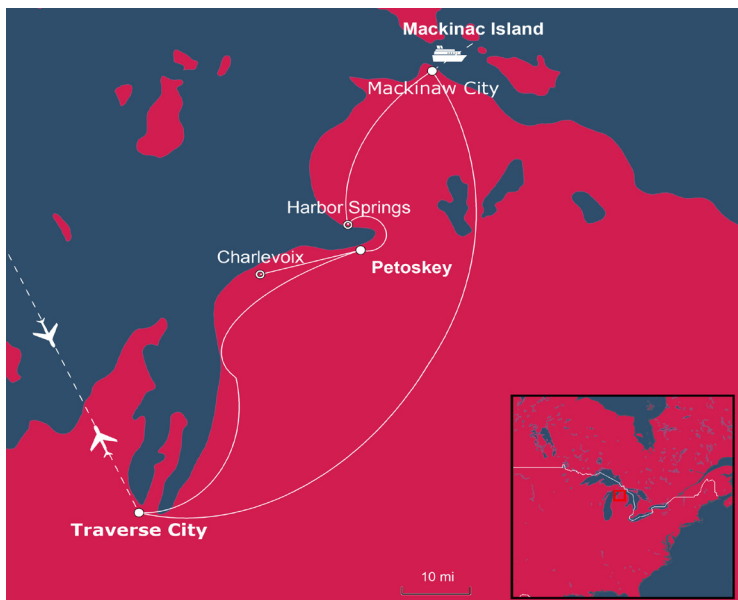 Mackinac Island
Mackinaw City
Harbor Springs
Charlevoix
Petoskey
Traverse City
10 mi